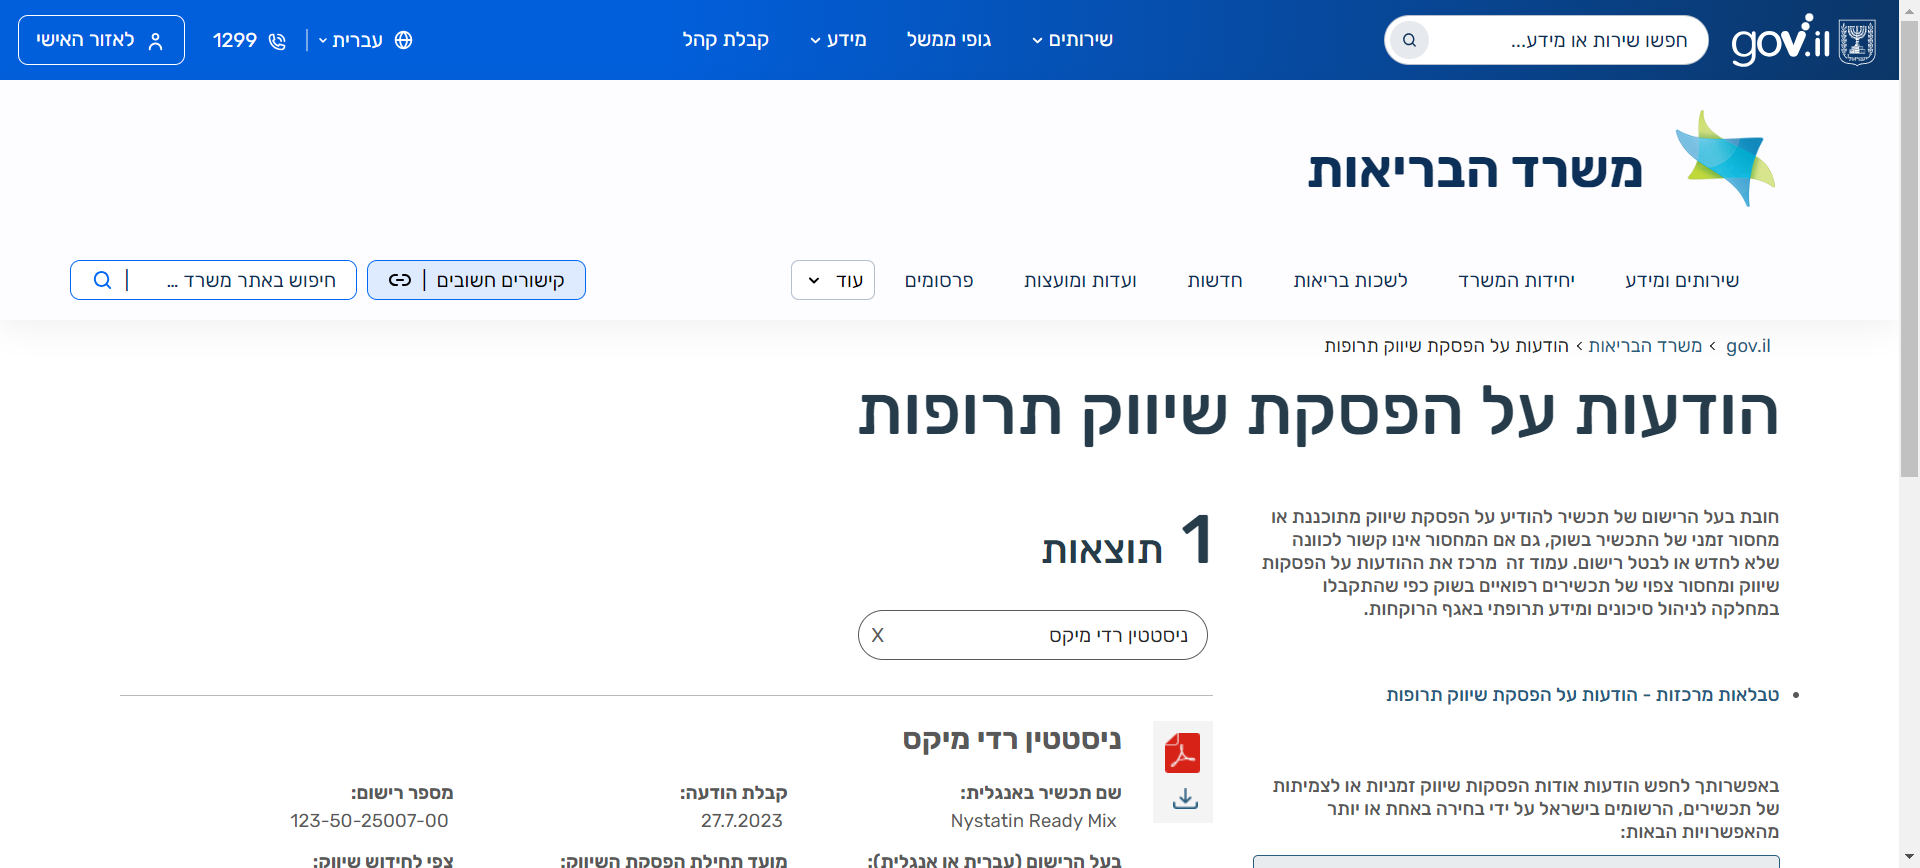 gov.il
חפשו שירות או מידע...
שירותים
גופי ממשל
מידע
קבלת קהל
עברית
1299
לאזור האישי
משרד הבריאות
שירותים ומידע
יחידות המשרד
לשכות בריאות
חדשות
ועדות ומועצות
פרסומים
עוד
קישורים חשובים
חיפוש באתר משרד ...
gov.il > משרד הבריאות > הודעות על הפסקת שיווק תרופות
הודעות על הפסקת שיווק תרופות
חובת בעל הרישום של תכשיר להודיע על הפסקת שיווק מתוכננת או
מחסור זמני של התכשיר בשוק, גם אם המחסור אינו קשור לכוונה
שלא לחדש או לבטל רישום. עמוד זה מרכז את ההודעות על הפסקות
שיווק ומחסור צפוי של תכשירים רפואיים בשוק כפי שהתקבלו
במחלקה לניהול סיכונים ומידע תרופתי באגף הרוקחות.
טבלאות מרכזות - הודעות על הפסקת שיווק תרופות
באפשרותך לחפש הודעות אודות הפסקות שיווק זמניות או לצמיתות
של תכשירים, הרשומים בישראל על ידי בחירה באחת או יותר
מהאפשרויות הבאות:
1 תוצאות
ניסטטין רדי מיקס X
ניסטטין רדי מיקס
שם תכשיר באנגלית:
Nystatin Ready Mix
קבלת הודעה:
27.7.2023
מספר רישום:
123-50-25007-00
בעל הרישום (עברית או אנגלית):
מועד תחילת הפסקת השיווק:
צפי לחידוש שיווק: